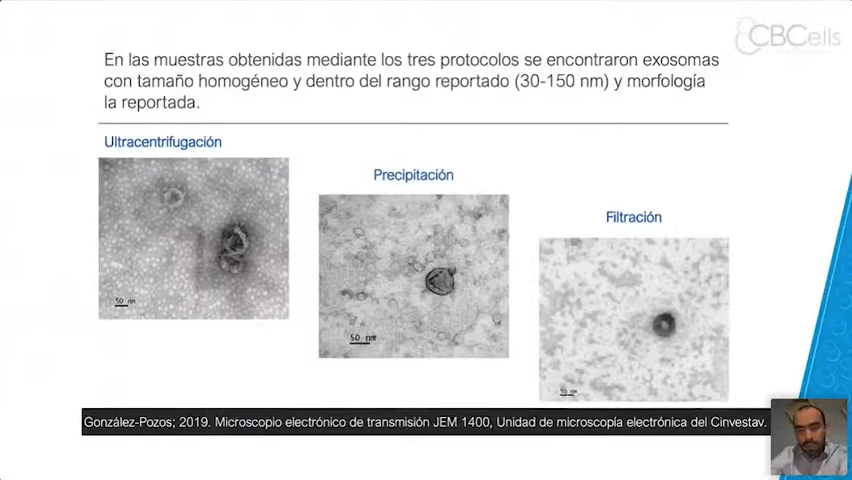 CBCells
En las muestras obtenidas mediante los tres protocolos se encontraron exosomas
con tamaño homogéneo y dentro del rango reportado (30-150 nm) y morfología
la reportada.
Ultracentrifugación
Precipitación
Filtración
50 nm
50 nm
50 nm
González-Pozos; 2019. Microscopio electrónico de transmisión JEM 1400, Unidad de microscopía electrónica del Cinvestav.